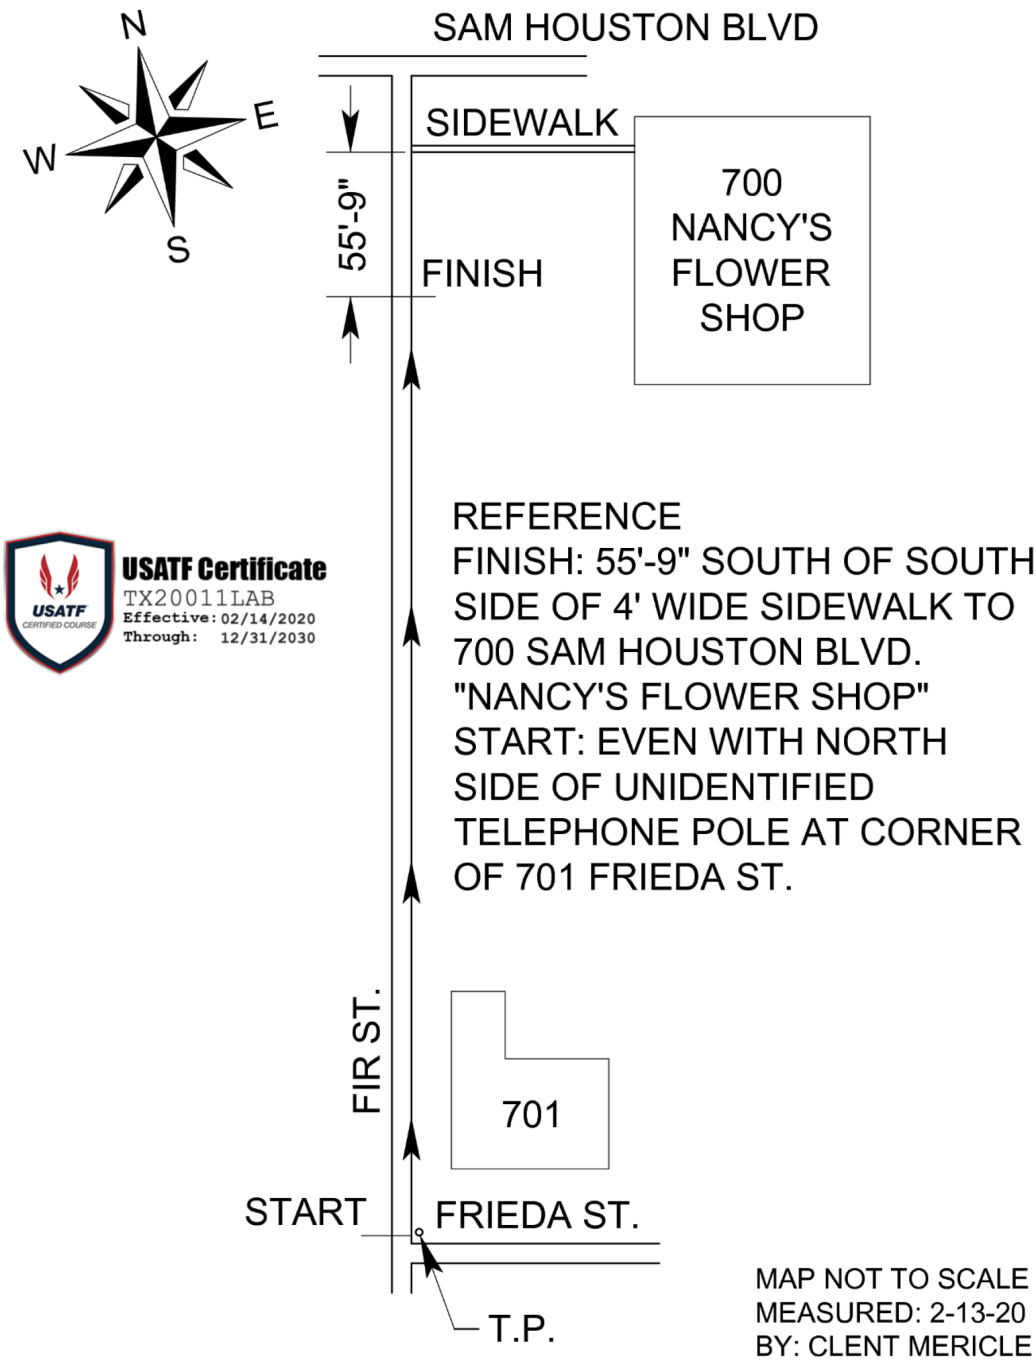 SAM HOUSTON BLVD
N
E
W
S
SIDEWALK
55'-9"
700
NANCY'S
FLOWER
SHOP
FINISH
REFERENCE
FINISH: 55'-9" SOUTH OF SOUTH
SIDE OF 4' WIDE SIDEWALK TO
700 SAM HOUSTON BLVD.
"NANCY'S FLOWER SHOP"
START: EVEN WITH NORTH
SIDE OF UNIDENTIFIED
TELEPHONE POLE AT CORNER
OF 701 FRIEDA ST.
USATF
CERTIFIED COURSE
USATF Certificate
TX20011LAB
Effective: 02/14/2020
Through: 12/31/2030
FIR ST.
701
START
FRIEDA ST.
T.P.
MAP NOT TO SCALE
MEASURED: 2-13-20
BY: CLENT MERICLE